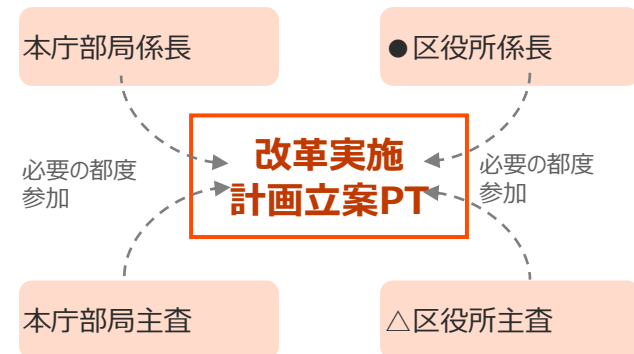 本庁部局係長
●区役所係長
改革実施
計画立案PT
必要の都度
参加
必要の都度
参加
本庁部局主査
△区役所主査